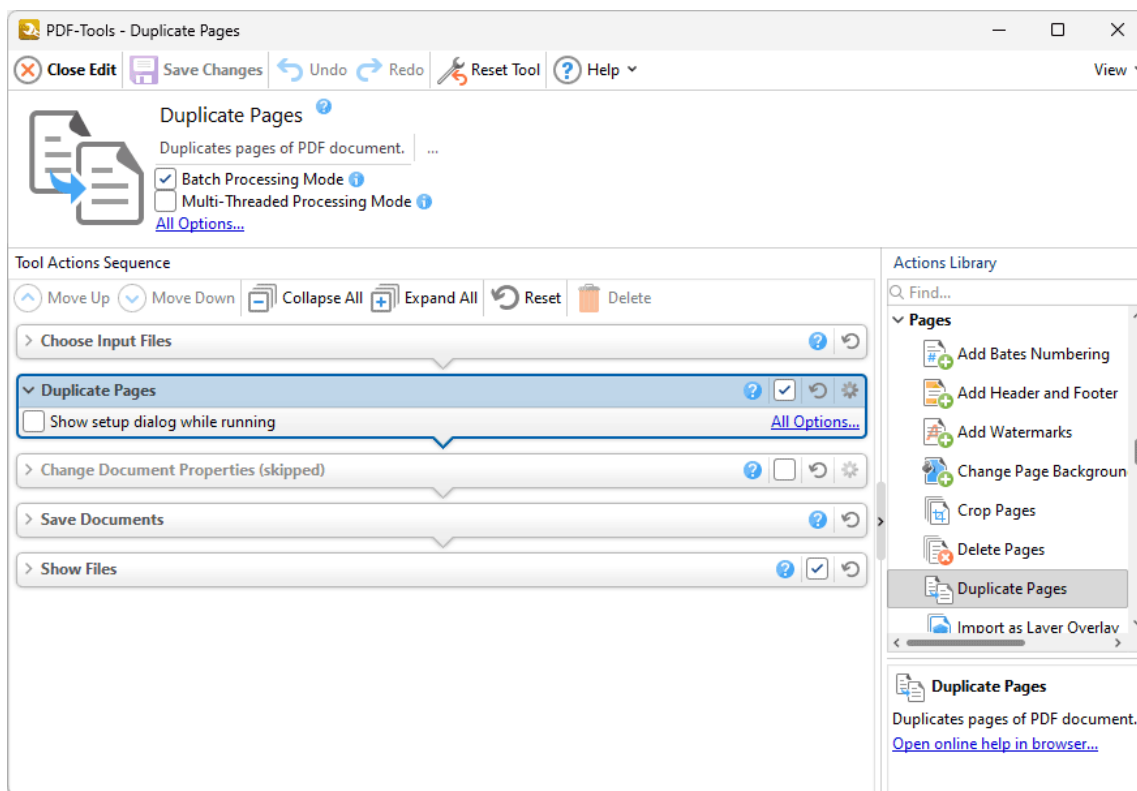 PDF-Tools - Duplicate Pages
Close Edit Save Changes Undo Redo Reset Tool ? Help View
Duplicate Pages ?
Duplicates pages of PDF document. ...
Batch Processing Mode i
Multi-Threaded Processing Mode i
All Options...
Tool Actions Sequence
Move Up Move Down Collapse All Expand All Reset Delete
Choose Input Files ?
Duplicate Pages ?
Show setup dialog while running All Options...
Change Document Properties (skipped) ?
Save Documents ?
Show Files ?
Actions Library
Find...
Pages
# Add Bates Numbering
Add Header and Footer
Add Watermarks
Change Page Backgroun
Crop Pages
Delete Pages
Duplicate Pages
Import as Layer Overlay
Duplicate Pages
Duplicates pages of PDF document.
Open online help in browser...